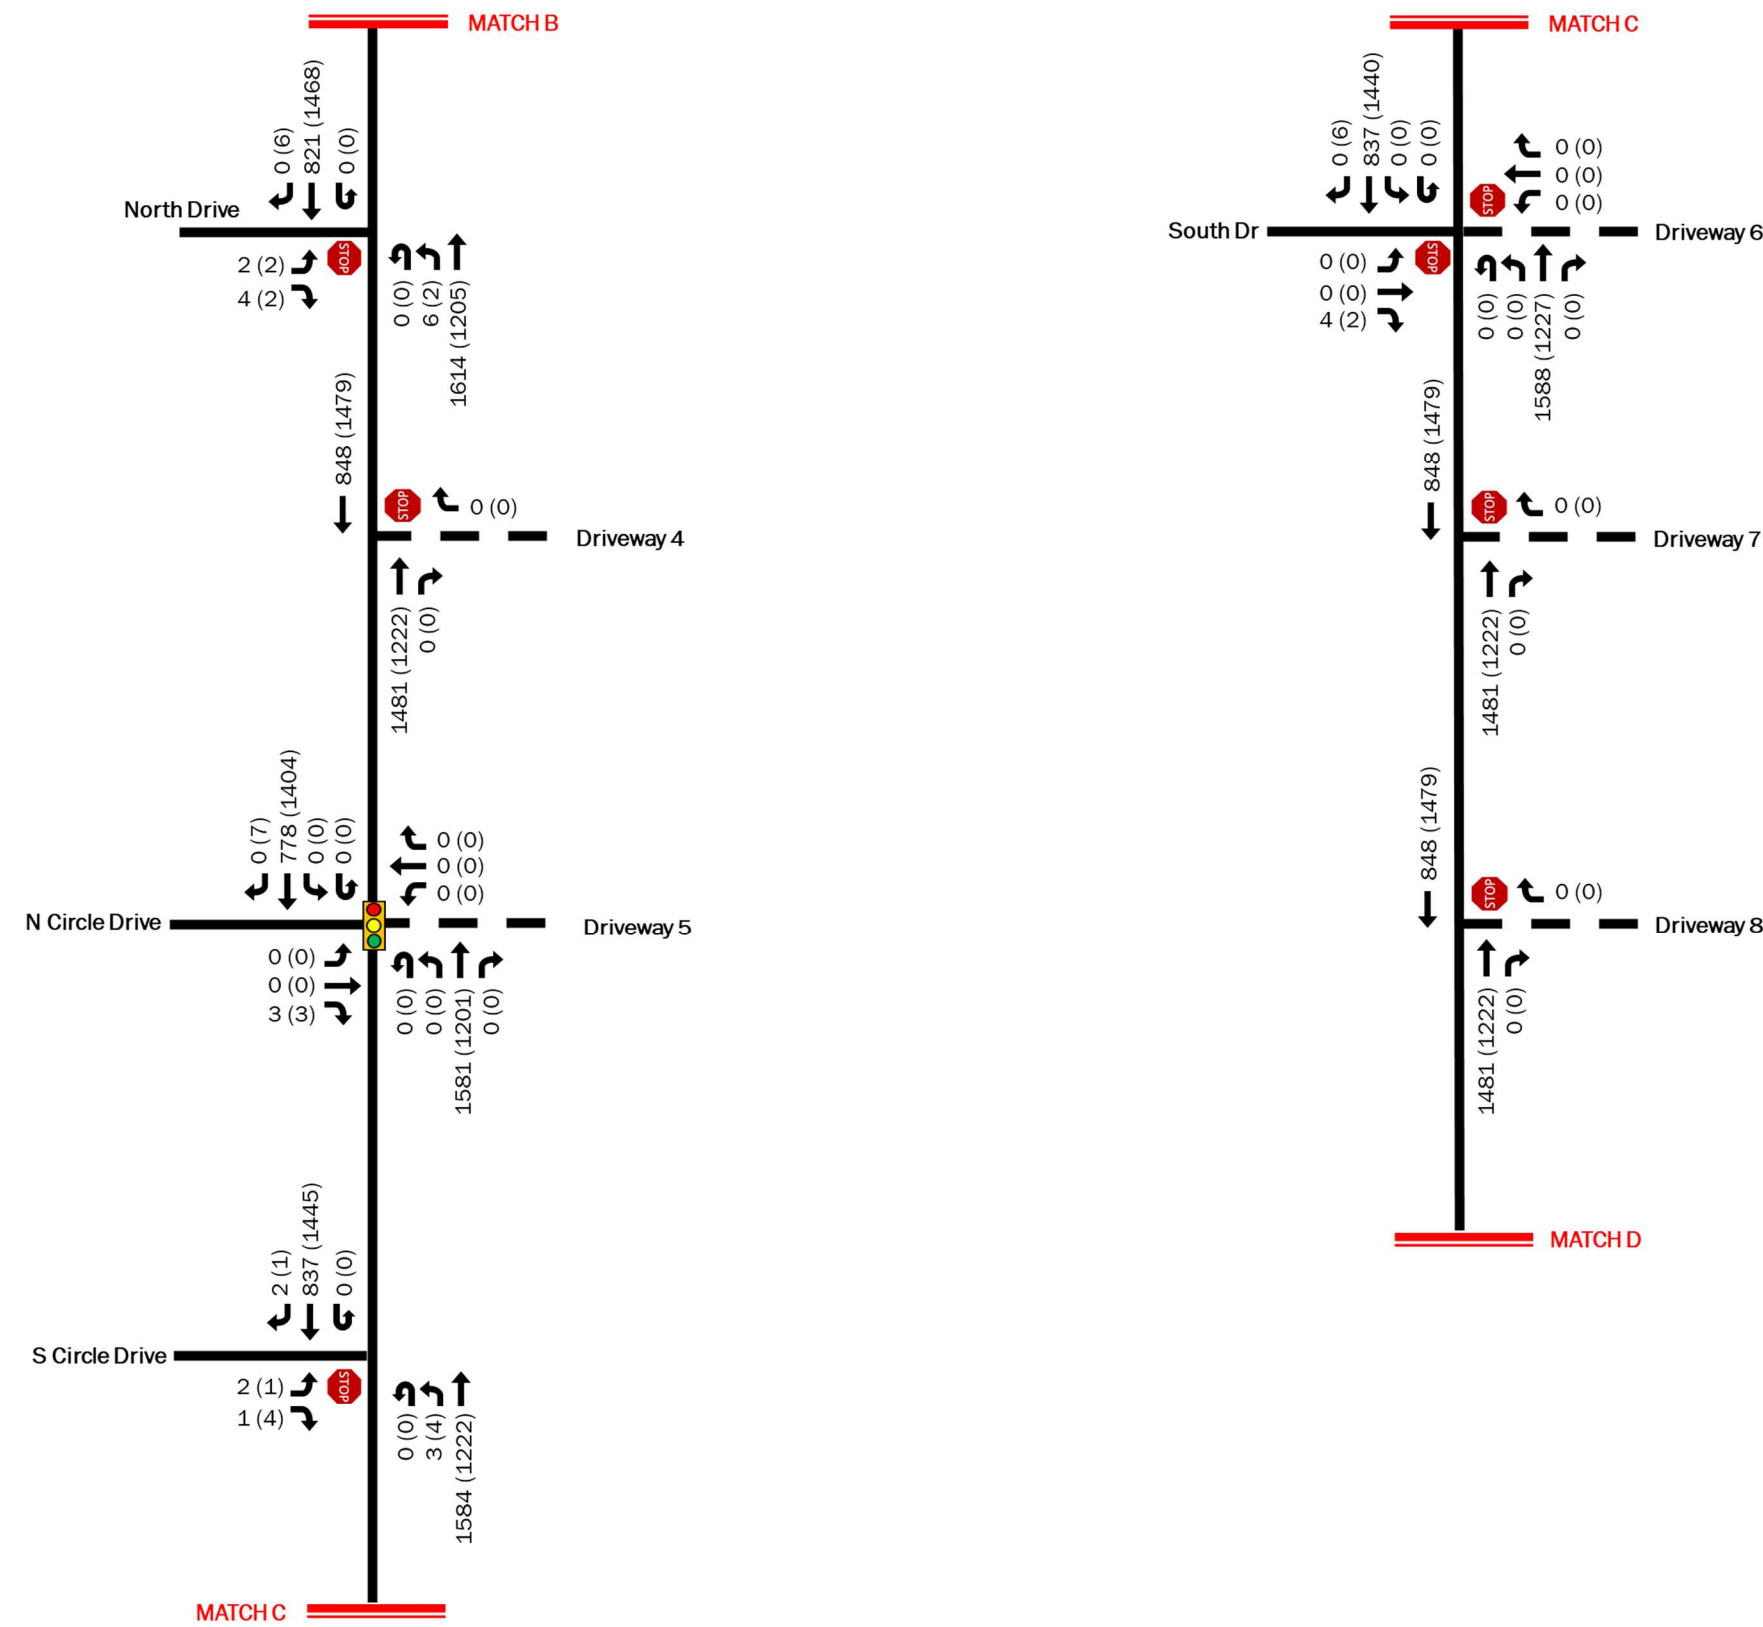 MATCH B
0 (6)
821 (1468)
0 (0)
North Drive
STOP
2 (2)
4 (2)
0 (0)
6 (2)
1614 (1205)
848 (1479)
STOP
0 (0)
Driveway 4
1481 (1222)
0 (0)
0 (7)
778 (1404)
0 (0)
0 (0)
0 (0)
0 (0)
0 (0)
N Circle Drive
Driveway 5
0 (0)
0 (0)
3 (3)
0 (0)
0 (0)
1581 (1201)
0 (0)
2 (1)
837 (1445)
0 (0)
S Circle Drive
STOP
2 (1)
1 (4)
0 (0)
3 (4)
1584 (1222)
MATCH C
MATCH C
0 (6)
837 (1440)
0 (0)
0 (0)
0 (0)
0 (0)
0 (0)
STOP
South Dr
Driveway 6
STOP
0 (0)
0 (0)
4 (2)
0 (0)
0 (0)
1588 (1227)
0 (0)
848 (1479)
STOP
0 (0)
Driveway 7
1481 (1222)
0 (0)
848 (1479)
STOP
0 (0)
Driveway 8
1481 (1222)
0 (0)
MATCH D